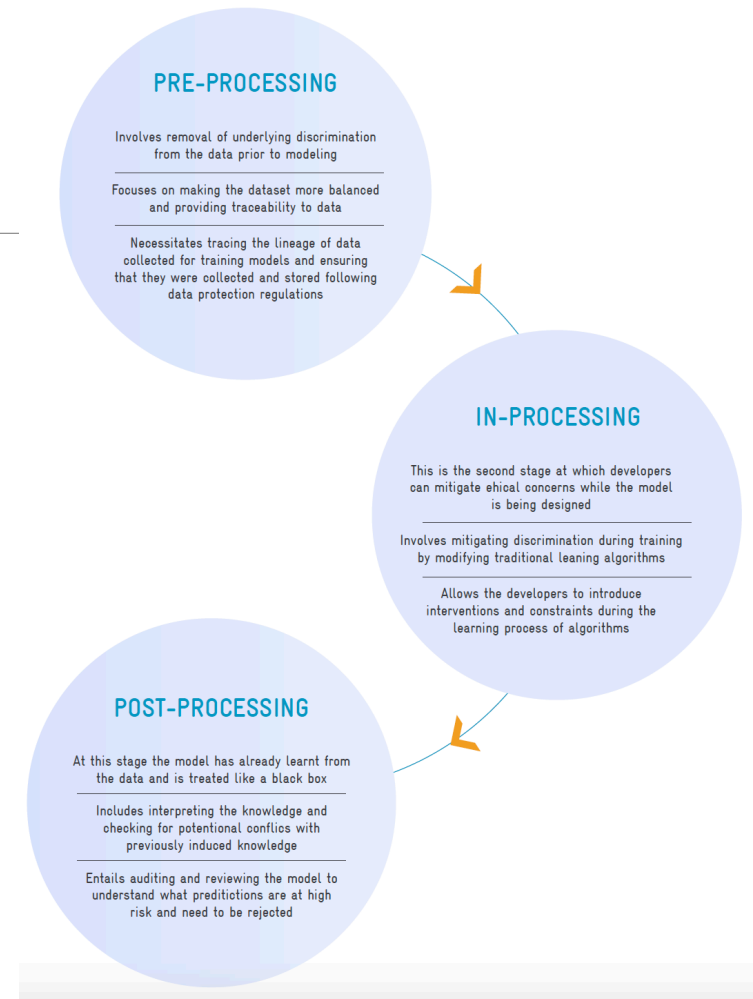 PRE-PROCESSING
Involves removal of underlying discrimination
from the data prior to modeling
Focuses on making the dataset more balanced
and providing traceability to data
Necessitates tracing the lineage of data
collected for training models and ensuring
that they were collected and stored following
data protection regulations
IN-PROCESSING
This is the second stage at which developers
can mitigate ehical concerns while the model
is being designed
Involves mitigating discrimination during training
by modifying traditional leaning algorithms
Allows the developers to introduce
interventions and constraints during the
learning process of algorithms
POST-PROCESSING
At this stage the model has already learnt from
the data and is treated like a black box
Includes interpreting the knowledge and
checking for potentional conflics with
previously induced knowledge
Entails auditing and reviewing the model to
understand what preditictions are at high
risk and need to be rejected